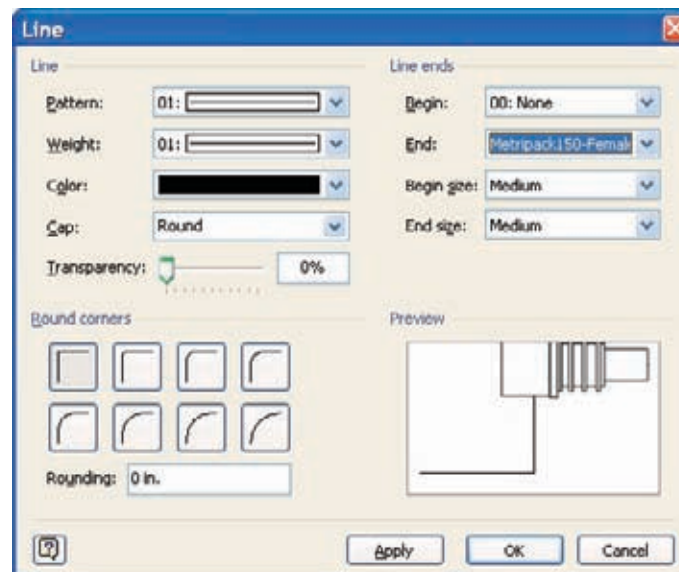 Line
Line
Pattern: 01:
Weight: 01:
Color:
Cap: Round
Transparency: 0%
Round corners
Rounding: 0 in.
Line ends
Begin: 00: None
End: Metripack150-Female
Begin size: Medium
End size: Medium
Preview
Apply
OK
Cancel